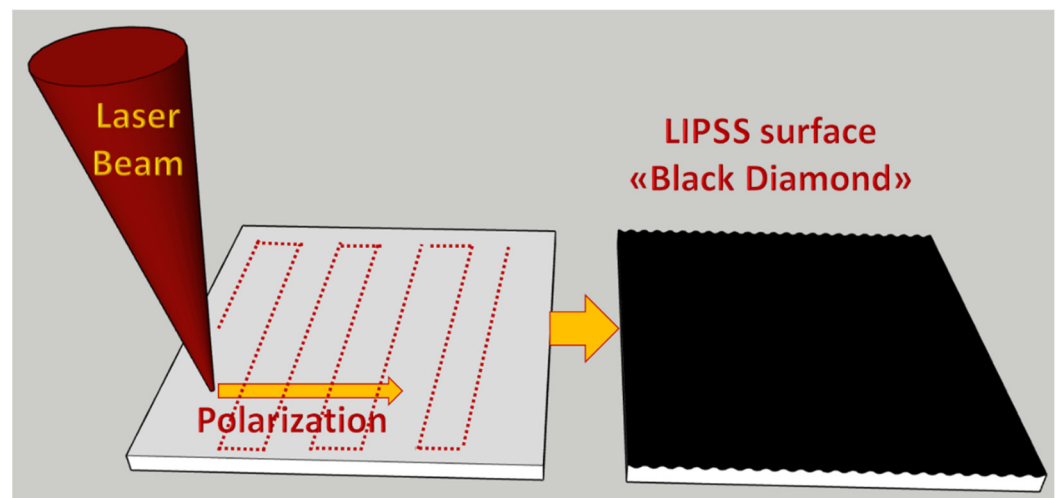 Laser
Beam
Polarization
LIPSS surface
«Black Diamond»